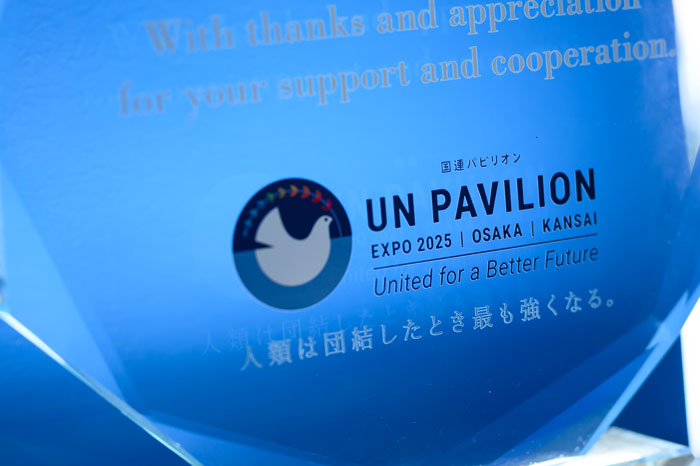 With thanks and appreciation
for your support and cooperation.
国連パビリオン
UN PAVILION
EXPO 2025 | OSAKA | KANSAI
United for a Better Future
人類は団結したとき最も強くなる。